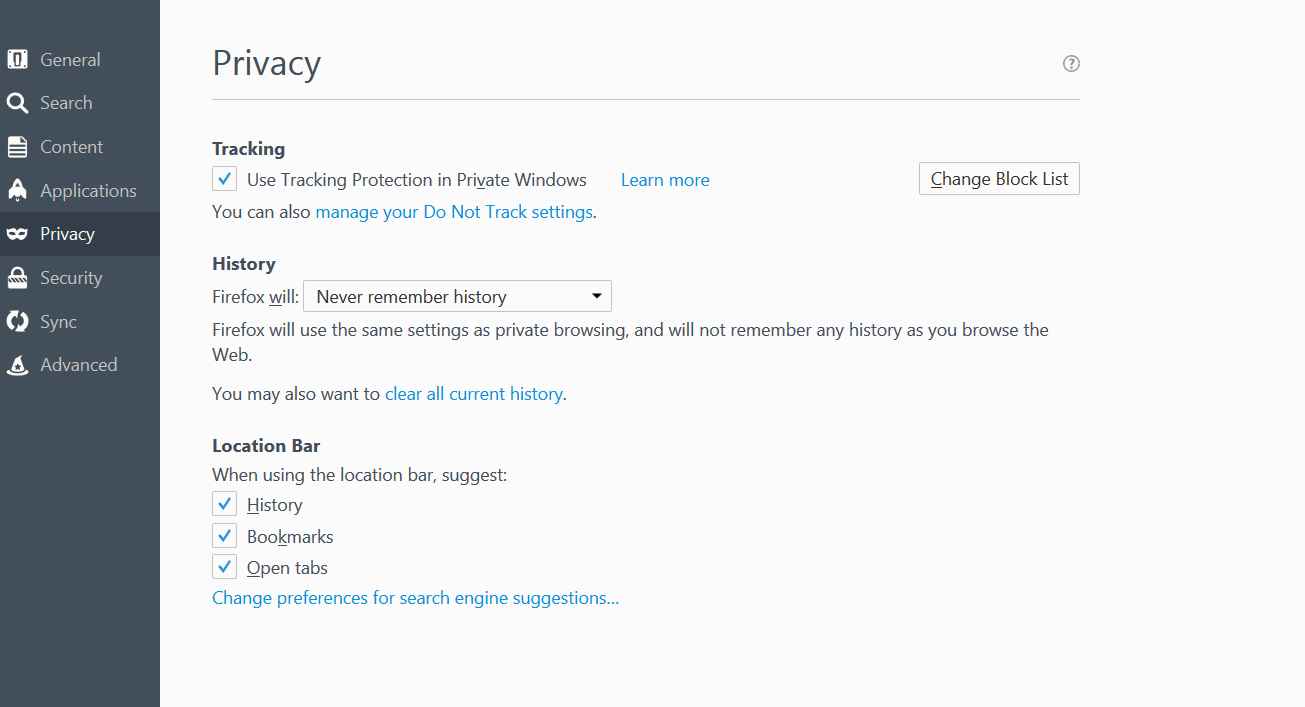 General
Search
Content
Applications
Privacy
Security
Sync
Advanced
Privacy
?
Tracking
Use Tracking Protection in Private Windows Learn more Change Block List
You can also manage your Do Not Track settings.
History
Firefox will: Never remember history
Firefox will use the same settings as private browsing, and will not remember any history as you browse the
Web.
You may also want to clear all current history.
Location Bar
When using the location bar, suggest:
History
Bookmarks
Open tabs
Change preferences for search engine suggestions...